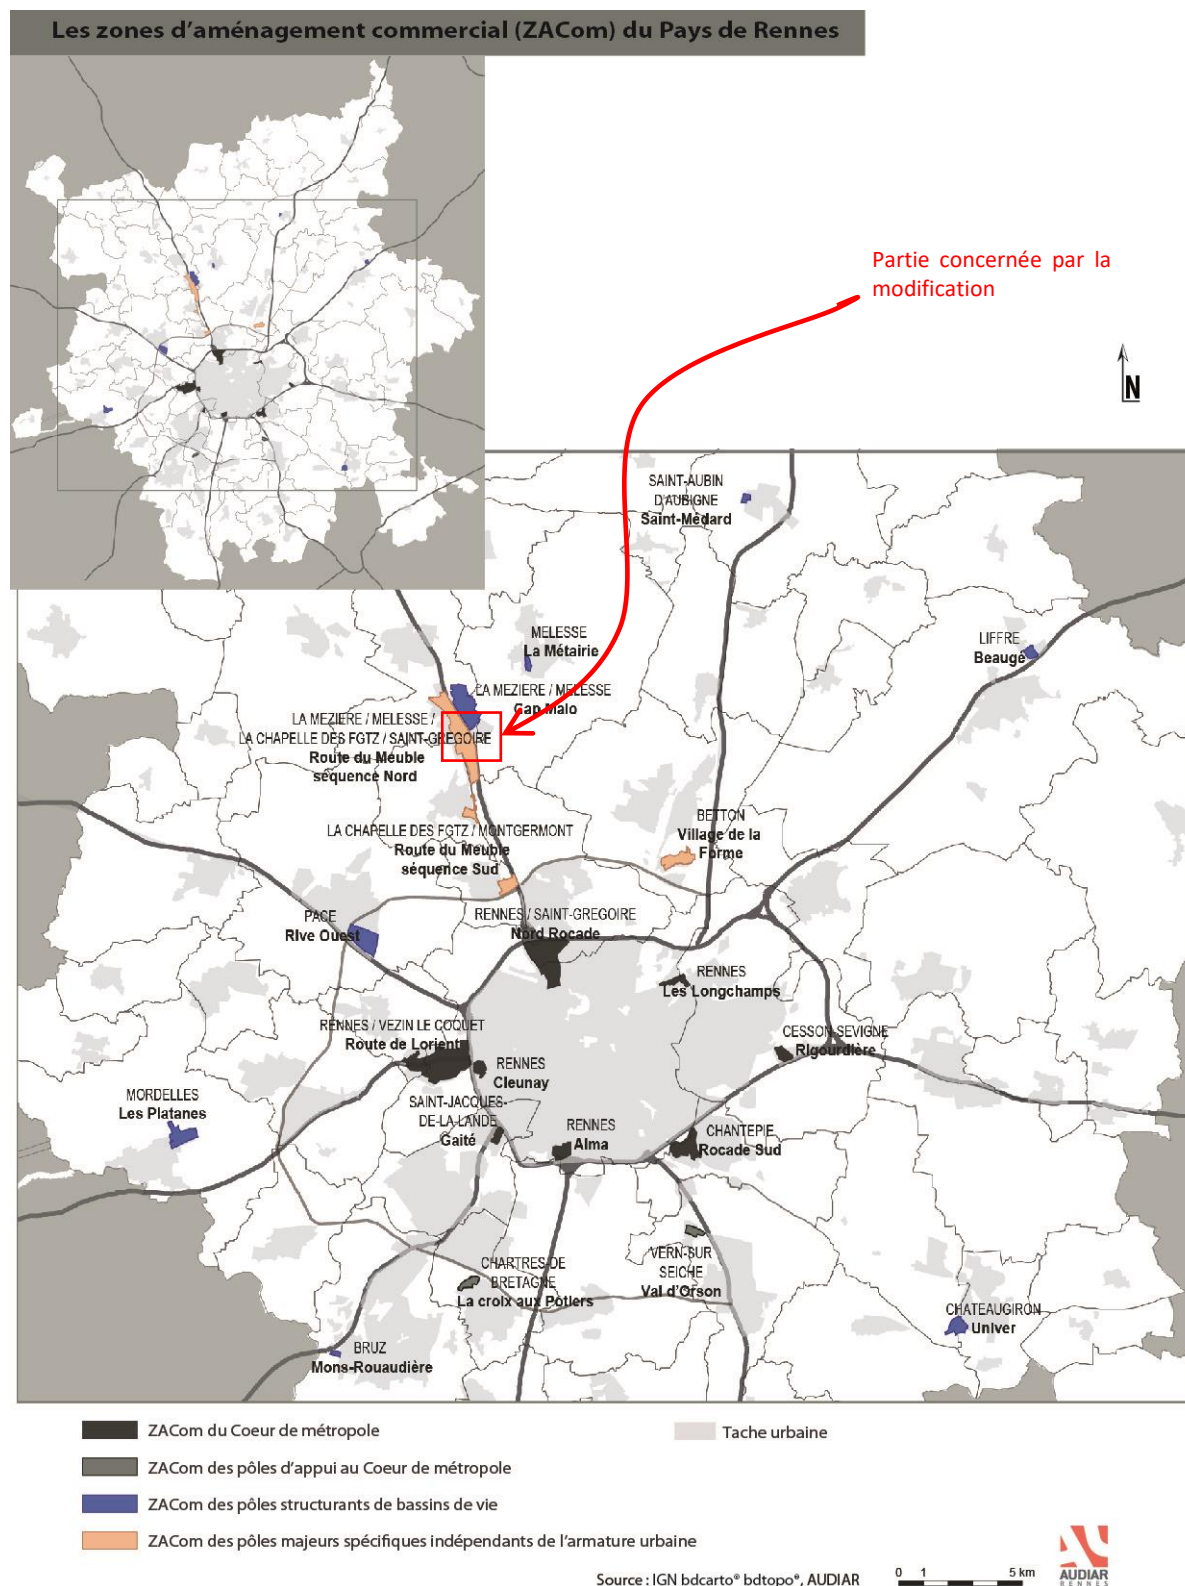 Les zones d'aménagement commercial (ZACom) du Pays de Rennes
Partie concernée par la
modification
N
SAINT-AUBIN
D'AUBIGNE
Saint-Médard
MELESSE
La Métairie
LIFFRE
Beaugé
LA MEZIERE / MELESSE
Cap Malo
LA MEZIERE / MELESSE /
LA CHAPELLE DES FGTZ / SAINT-GREGOIRE
Route du Meuble
séquence Nord
LA CHAPELLE DES FGTZ / MONTGERMONT
Route du Meuble
séquence Sud
BETTON
Village de la
Forme
PACE
Rive Ouest
RENNES / SAINT-GREGOIRE
Nord Rocade
RENNES
Les Longchamps
RENNES / VEZIN LE COQUET
Route de Lorient
CESSON-SEVIGNE
Rigourdière
RENNES
Cleunay
MORDELLES
Les Platanes
SAINT-JACQUES-
DE-LA-LANDE
Gaité
RENNES
Alma
CHANTEPIE
Rocade Sud
VERN-SUR
SEICHE
Val d'Orson
CHARTRES-DE
BRETAGNE
La croix aux Potiers
CHATEAUGIRON
Univer
BRUZ
Mons-Rouaudière
ZACom du Coeur de métropole
Tache urbaine
ZACom des pôles d'appui au Coeur de métropole
ZACom des pôles structurants de bassins de vie
ZACom des pôles majeurs spécifiques indépendants de l'armature urbaine
Source : IGN bdcarto® bdtopo®, AUDIAR
0 1 5 km
AUDIAR
RENNES